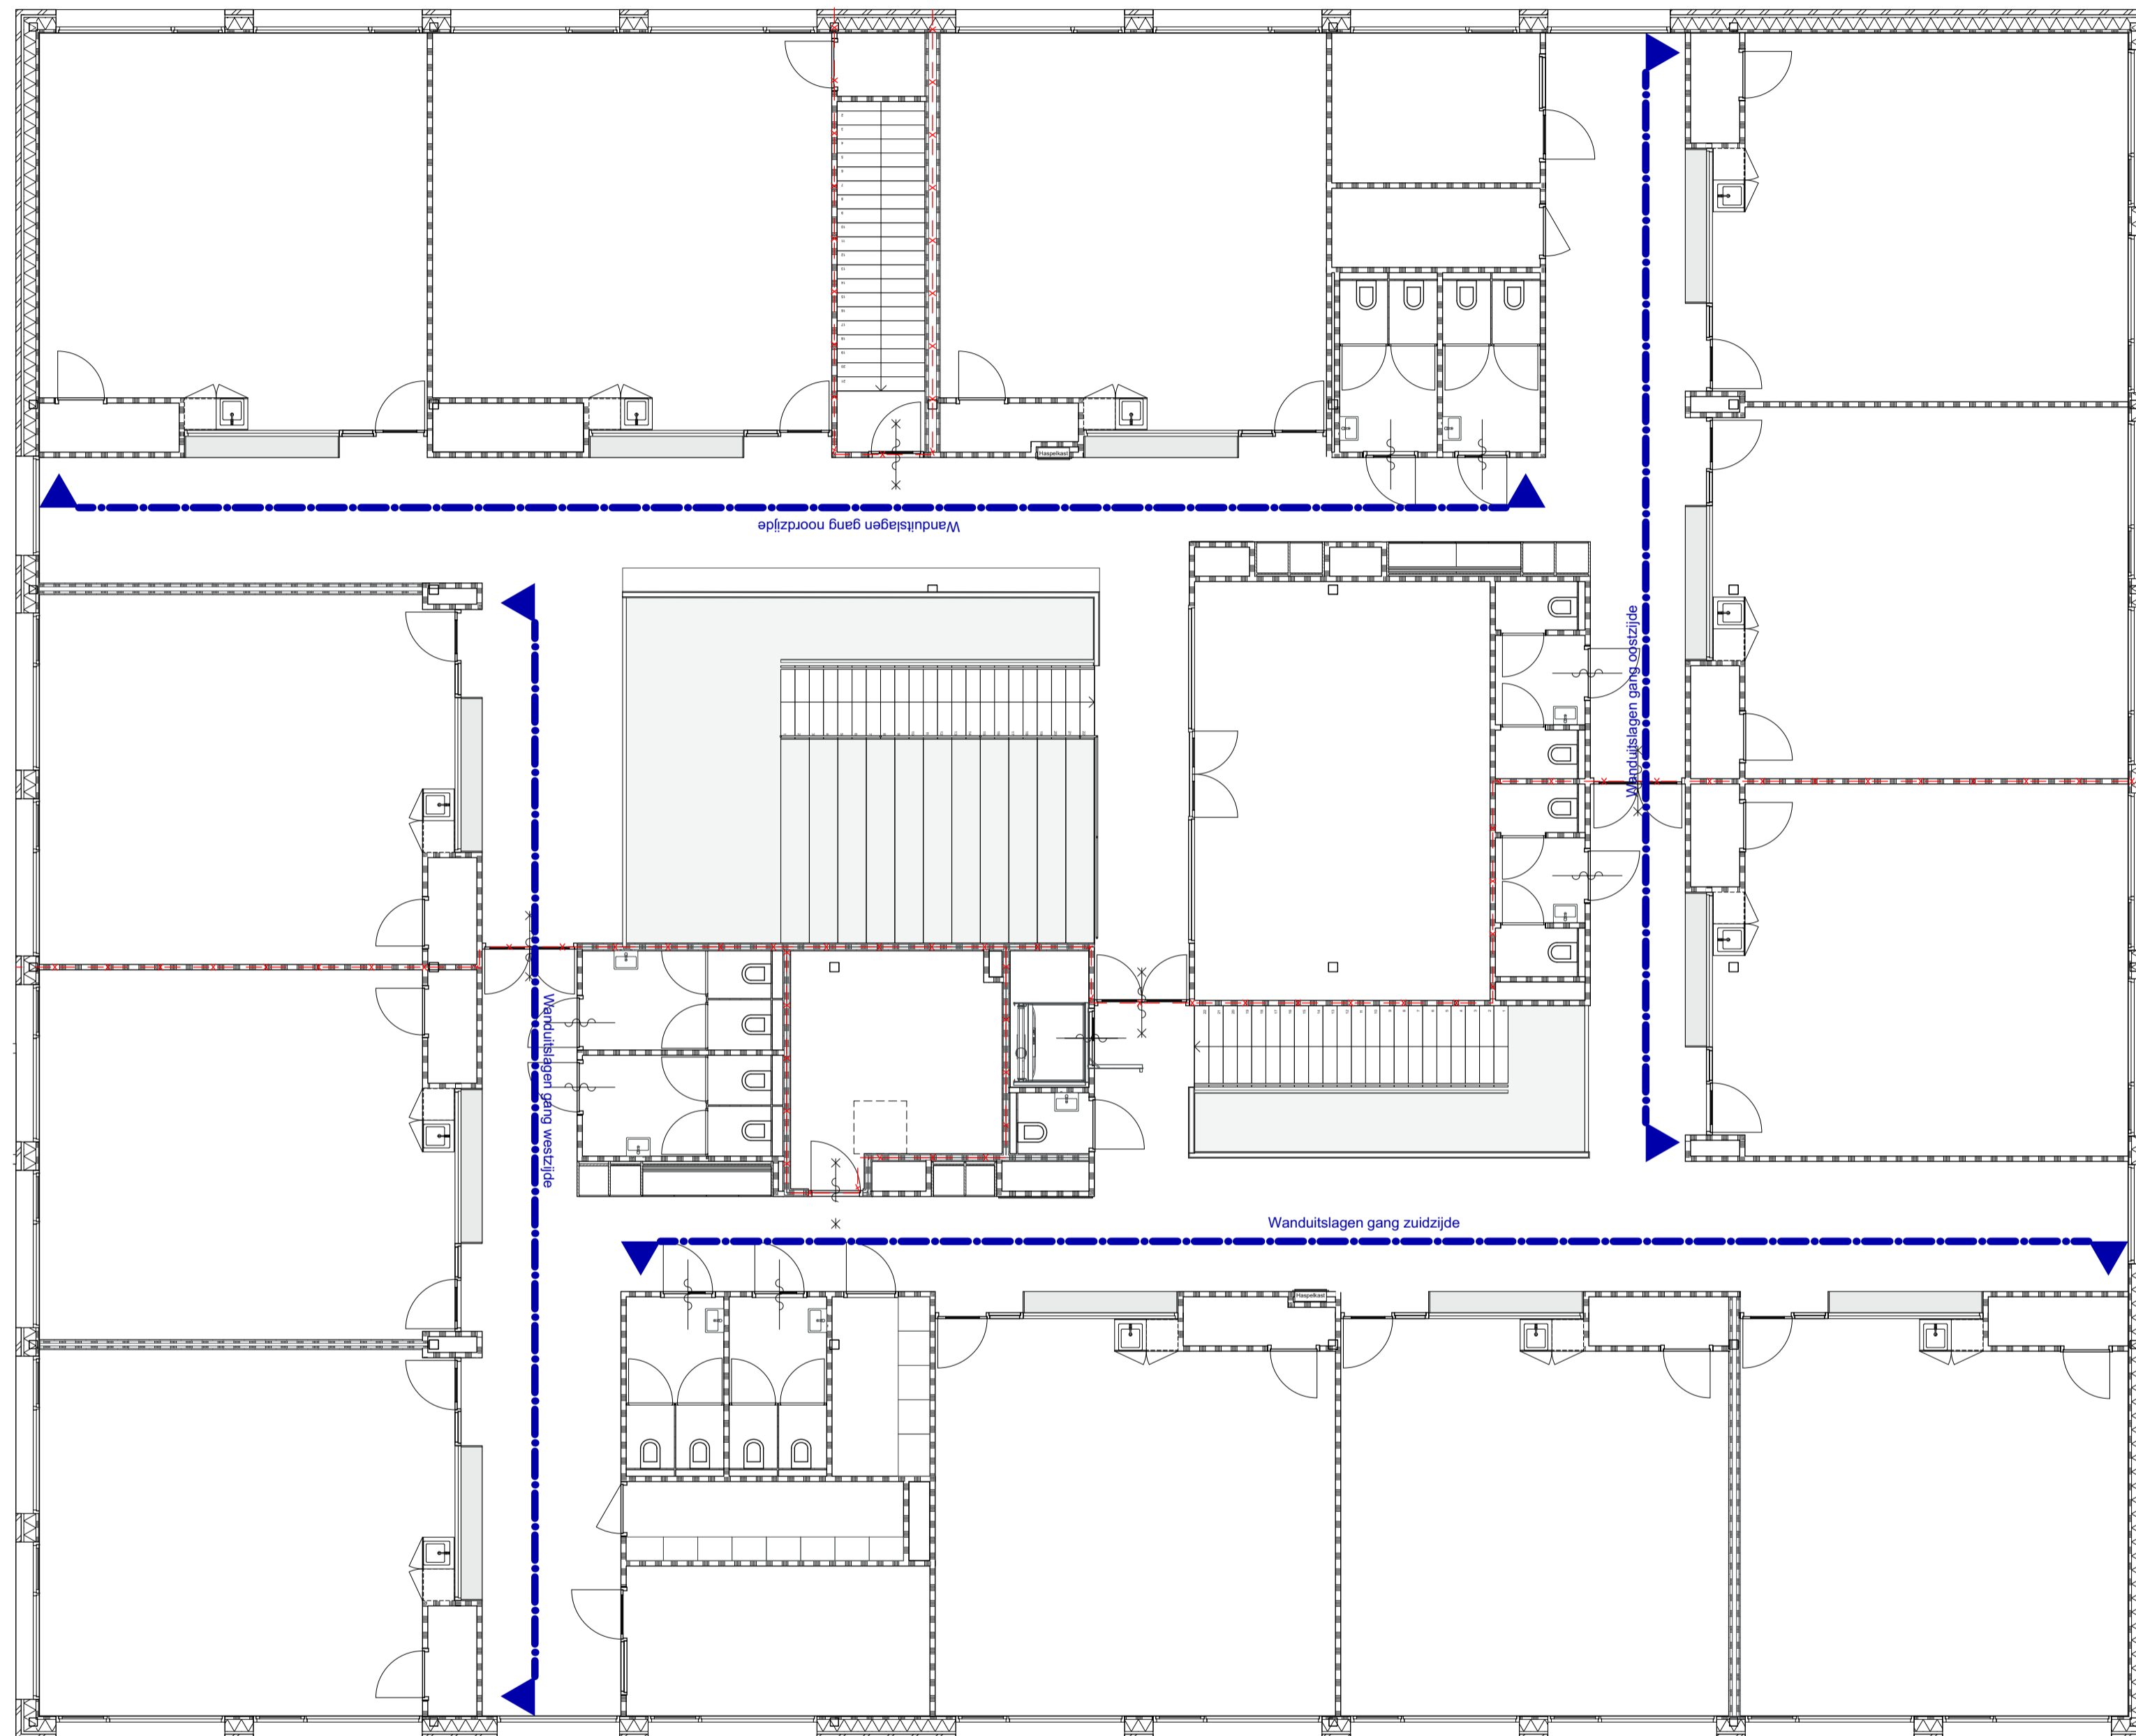 Haspelkast
Wanduitslagen gang noordzijde
Wanduitslagen gang oostzijde
Wanduitslagen gang westzijde
Wanduitslagen gang zuidzijde
Haspelkast